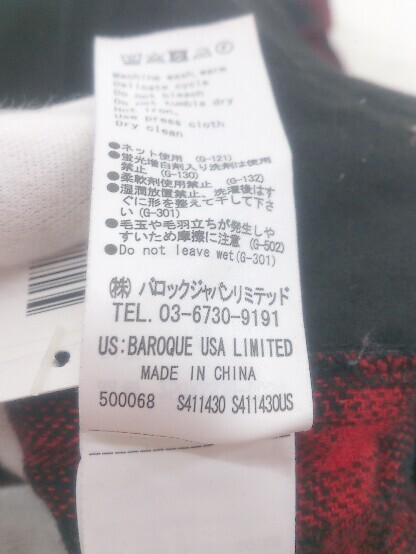 Machine wash warm
Delicate cycle
Do not bleach
Do not tumble dry
Hot iron.
Use press cloth
Dry clean
●ネット使用 (G-121)
●蛍光増白剤入り洗剤は使用
禁止 (G-130)
●柔軟剤使用禁止 (G-132)
●湿潤放置禁止、洗濯後はす
ぐに形を整えて干して下さ
い(G-301)
●毛玉や毛羽立ちが発生しや
すいため摩擦に注意 (G-502)
●Do not leave wet(G-301)
(株) バロックジャパンリミテッド
TEL. 03-6730-9191
US:BAROQUE USA LIMITED
MADE IN CHINA
500068 S411430 S411430US